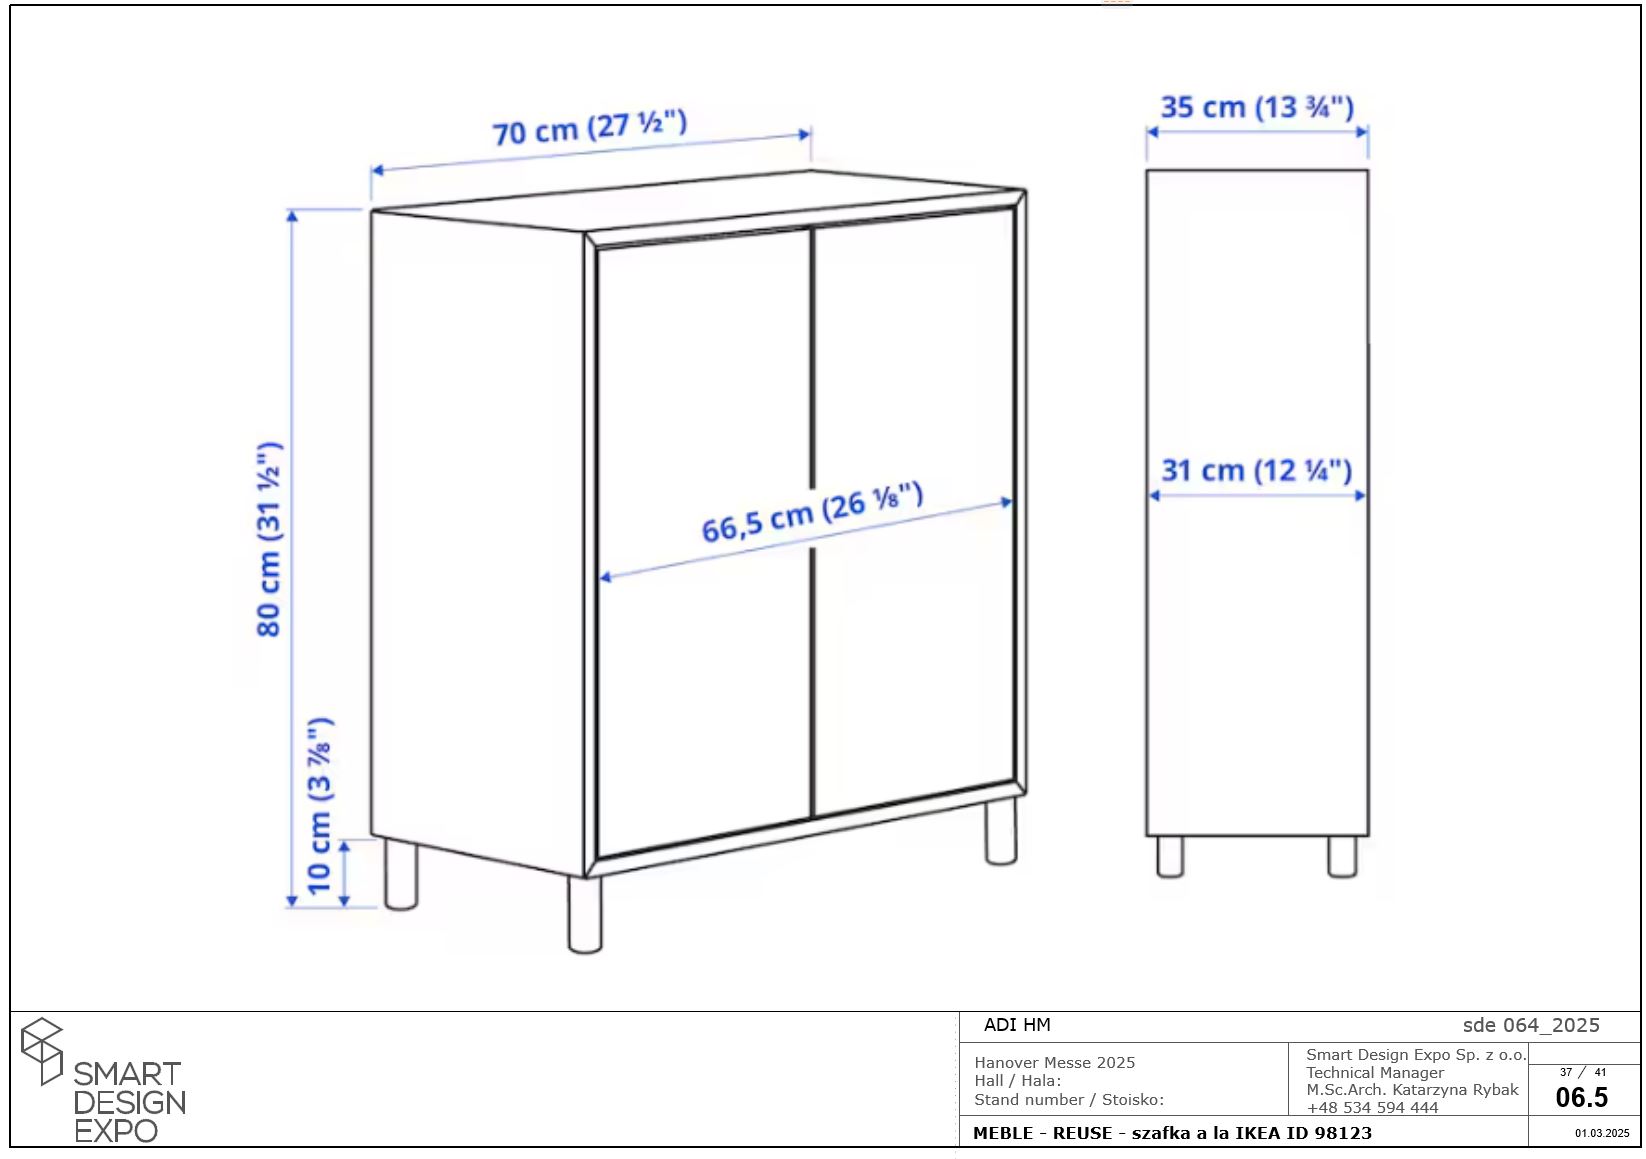 70 cm (27 ½")
35 cm (13 ¾")
80 cm (31 ½")
66,5 cm (26 ⅛")
31 cm (12 ¼")
10 cm (3 ⅞")
SMART
DESIGN
EXPO
ADI HM
sde 064_2025
Hanover Messe 2025
Hall / Hala:
Stand number / Stoisko:
Smart Design Expo Sp. z o.o.
Technical Manager
M.Sc.Arch. Katarzyna Rybak
+48 534 594 444
37 / 41
06.5
MEBLE - REUSE - szafka a la IKEA ID 98123
01.03.2025